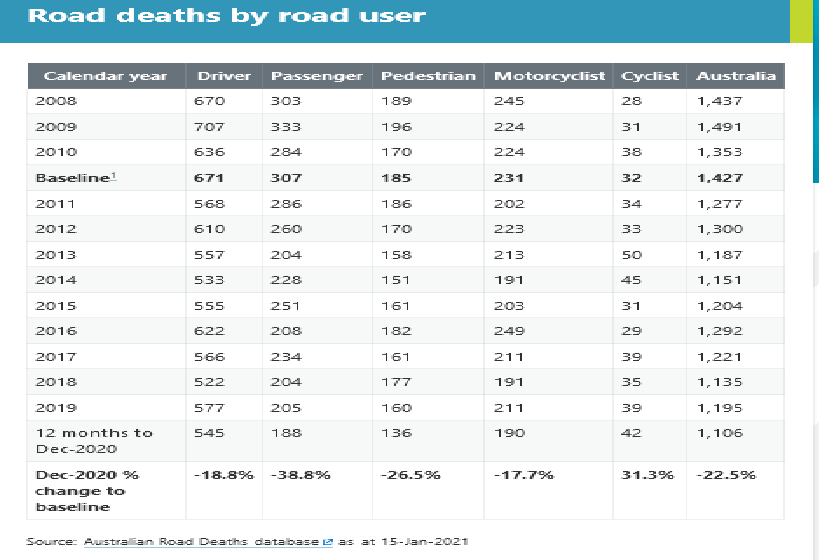 Road deaths by road user
Calendar year Driver Passenger Pedestrian Motorcyclist Cyclist Australia
2008 670 303 189 245 28 1,437
2009 707 333 196 224 31 1,491
2010 636 284 170 224 38 1,353
Baseline1 671 307 185 231 32 1,427
2011 568 286 186 202 34 1,277
2012 610 260 170 223 33 1,300
2013 557 204 158 213 50 1,187
2014 533 228 151 191 45 1,151
2015 555 251 161 203 31 1,204
2016 622 208 182 249 29 1,292
2017 566 234 161 211 39 1,221
2018 522 204 177 191 35 1,135
2019 577 205 160 211 39 1,195
12 months to 545 188 136 190 42 1,106
Dec-2020
Dec-2020 % -18.8% -38.8% -26.5% -17.7% 31.3% -22.5%
change to
baseline
Source: Australian Road Deaths database as at 15-Jan-2021